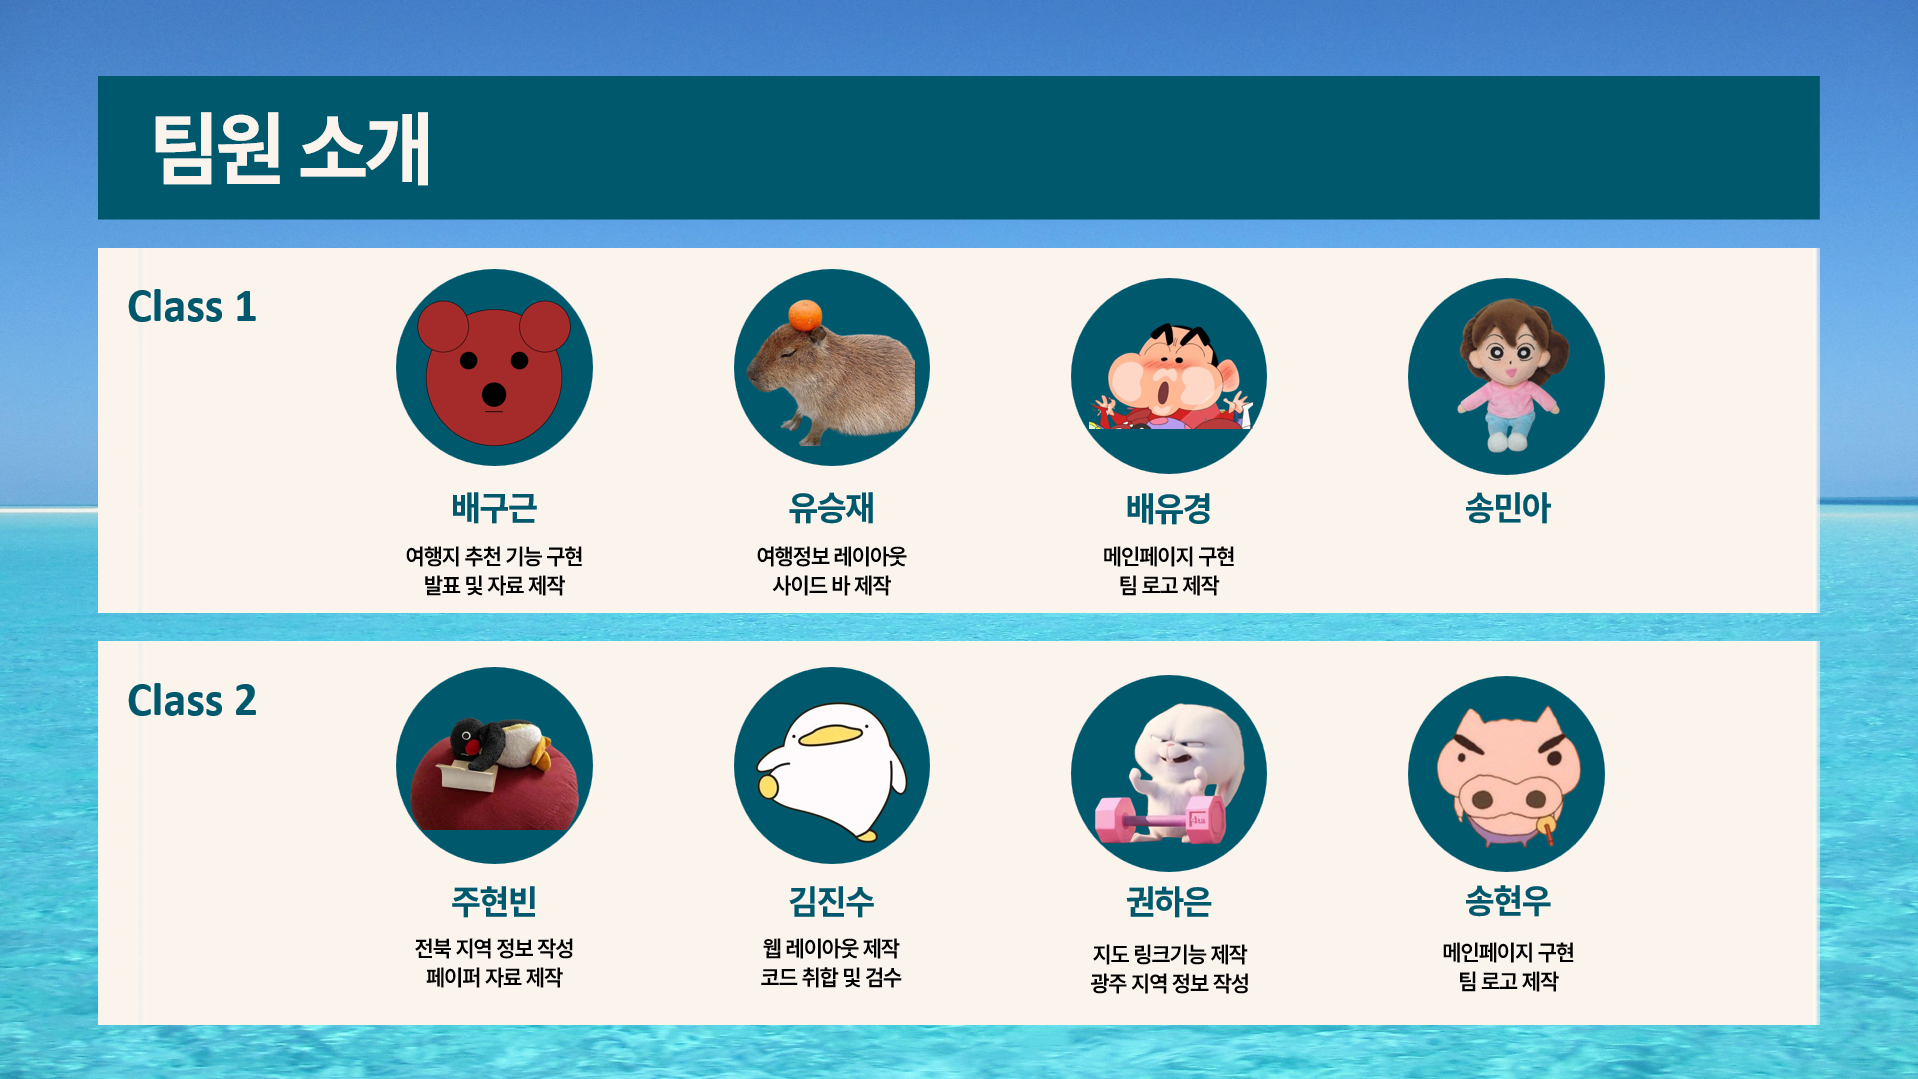 팀원 소개
Class 1
배구근
여행지 추천 기능 구현
발표 및 자료 제작
유승재
여행정보 레이아웃
사이드 바 제작
배유경
메인페이지 구현
팀 로고 제작
송민아
Class 2
주현빈
전북 지역 정보 작성
페이퍼 자료 제작
김진수
웹 레이아웃 제작
코드 취합 및 검수
권하은
지도 링크기능 제작
광주 지역 정보 작성
송현우
메인페이지 구현
팀 로고 제작